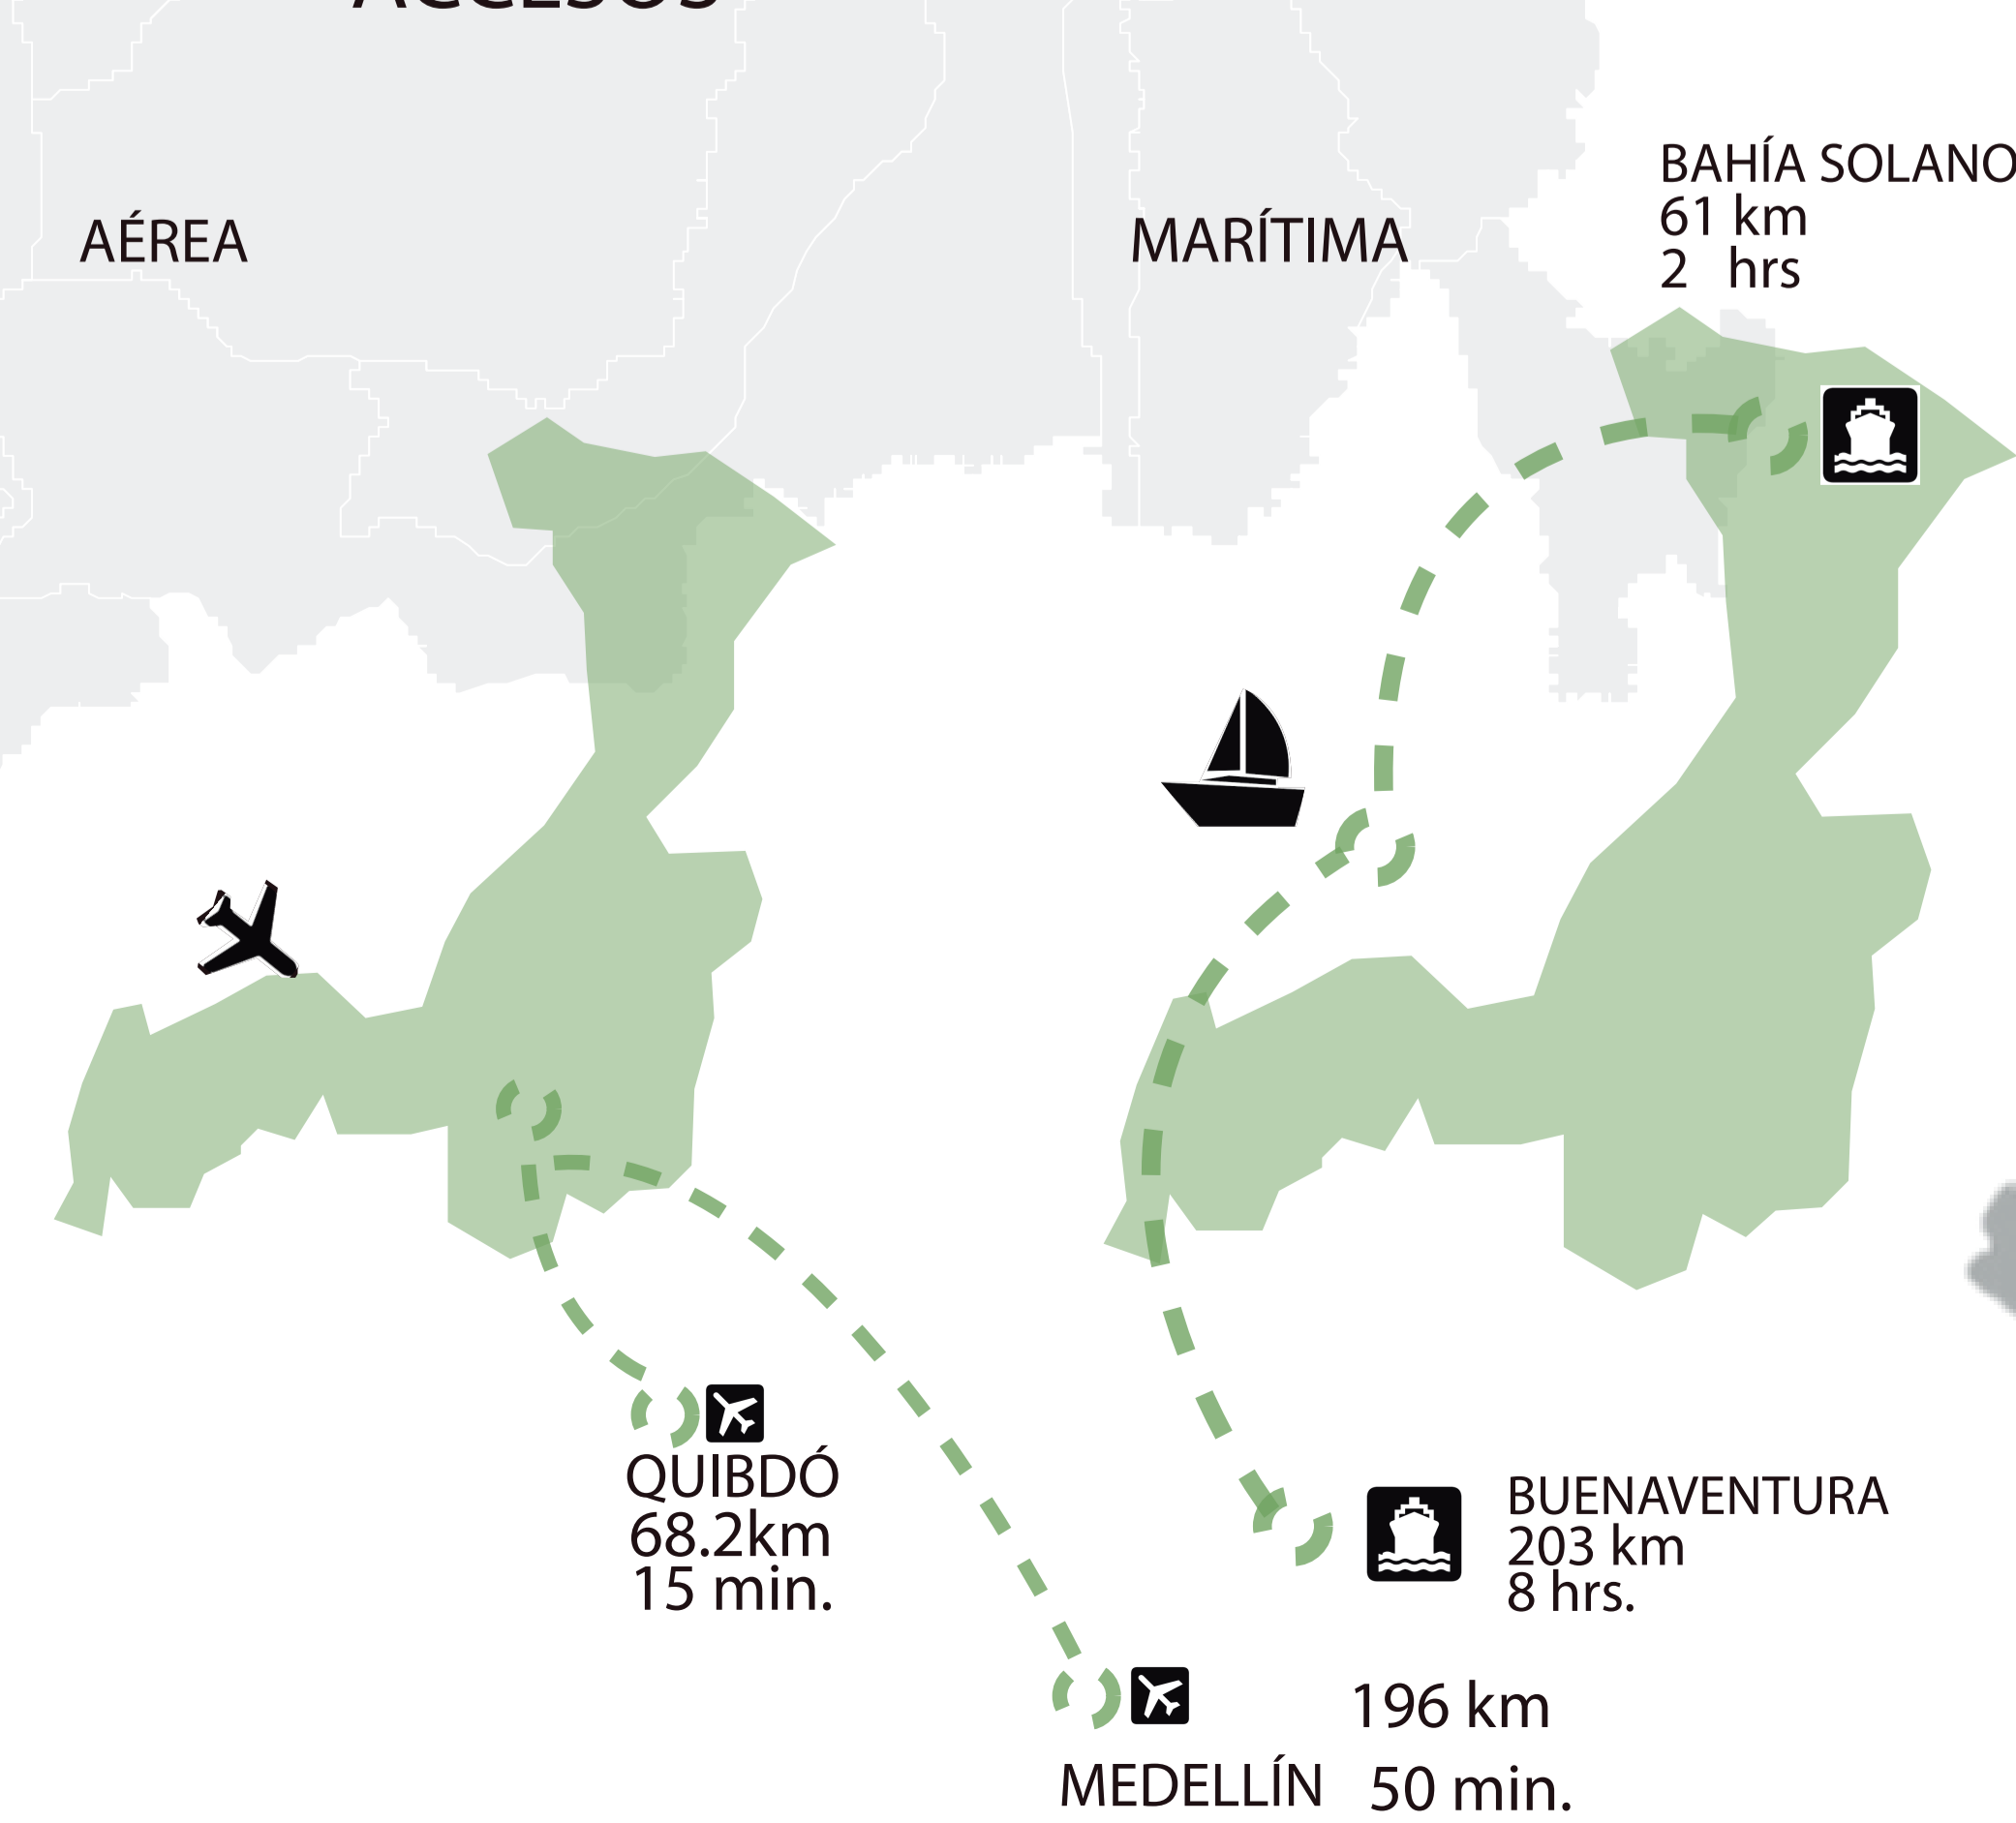 AÉREA
MARÍTIMA
BAHÍA SOLANO
61 km
2 hrs
QUIBDÓ
68.2km
15 min.
BUENAVENTURA
203 km
8 hrs.
MEDELLÍN
196 km
50 min.